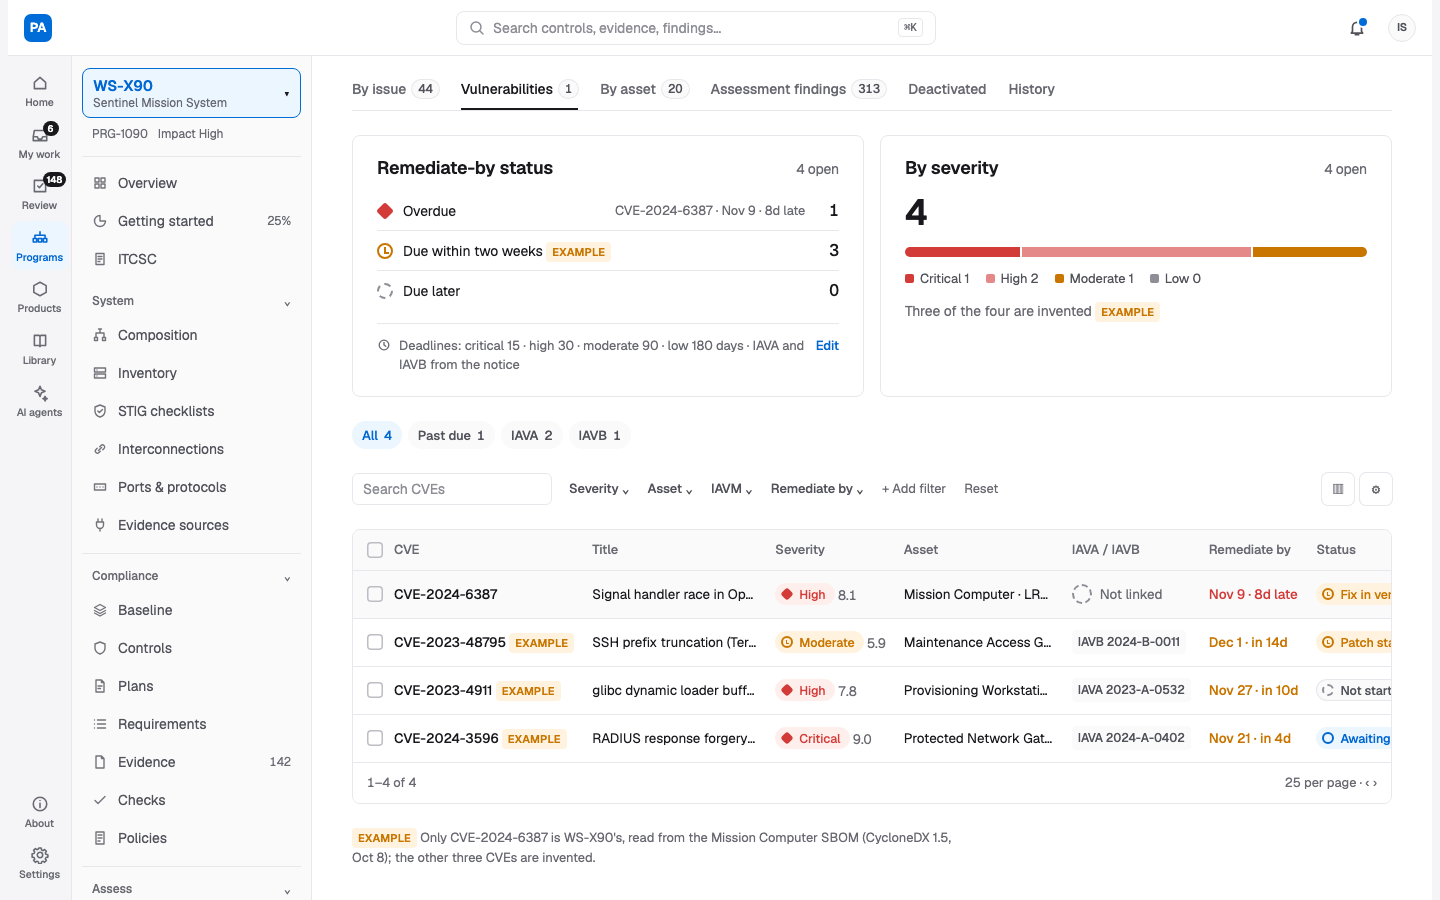 PA
Search controls, evidence, findings...
⌘K
IS
Home
6
My work
148
Review
Programs
Products
Library
AI agents
About
Settings
WS-X90
Sentinel Mission System
PRG-1090 Impact High
Overview
Getting started 25%
ITCSC
System
Composition
Inventory
STIG checklists
Interconnections
Ports & protocols
Evidence sources
Compliance
Baseline
Controls
Plans
Requirements
Evidence 142
Checks
Policies
Assess
By issue 44 Vulnerabilities 1 By asset 20 Assessment findings 313 Deactivated History
Remediate-by status 4 open
Overdue CVE-2024-6387 · Nov 9 · 8d late 1
Due within two weeks EXAMPLE 3
Due later 0
Deadlines: critical 15 · high 30 · moderate 90 · low 180 days · IAVA and Edit
IAVB from the notice
By severity 4 open
4
Critical 1 High 2 Moderate 1 Low 0
Three of the four are invented EXAMPLE
All 4 Past due 1 IAVA 2 IAVB 1
Search CVEs Severity Asset IAVM Remediate by + Add filter Reset
CVE Title Severity Asset IAVA / IAVB Remediate by Status
CVE-2024-6387 Signal handler race in Op... High 8.1 Mission Computer · LR... Not linked Nov 9 · 8d late Fix in ver
CVE-2023-48795 EXAMPLE SSH prefix truncation (Ter... Moderate 5.9 Maintenance Access G... IAVB 2024-B-0011 Dec 1 · in 14d Patch sta
CVE-2023-4911 EXAMPLE glibc dynamic loader buff... High 7.8 Provisioning Workstati... IAVA 2023-A-0532 Nov 27 · in 10d Not start
CVE-2024-3596 EXAMPLE RADIUS response forgery... Critical 9.0 Protected Network Gat... IAVA 2024-A-0402 Nov 21 · in 4d Awaiting
1–4 of 4 25 per page · ‹ ›
EXAMPLE Only CVE-2024-6387 is WS-X90's, read from the Mission Computer SBOM (CycloneDX 1.5,
Oct 8); the other three CVEs are invented.